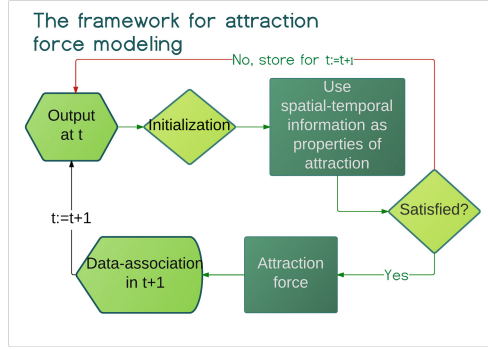 The framework for attraction
force modeling
No, store for t:=t+1
Output
at t
Initialization
Use
spatial-temporal
information as
properties of
attraction
Satisfied?
t:=t+1
Data-association
in t+1
Attraction
force
Yes